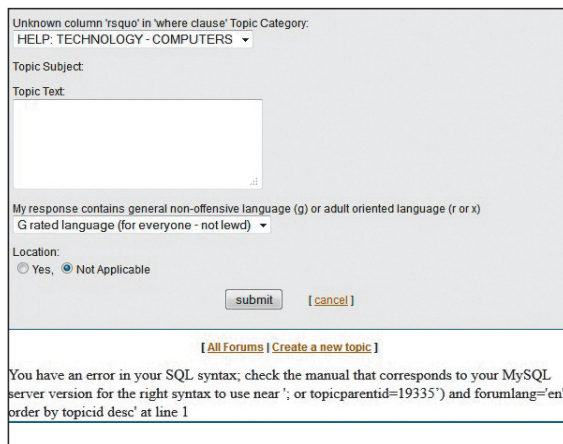 Unknown column 'rsquo' in 'where clause' Topic Category:
HELP: TECHNOLOGY - COMPUTERS
Topic Subject:
Topic Text:
My response contains general non-offensive language (g) or adult oriented language (r or x)
G rated language (for everyone - not lewd)
Location:
Yes, Not Applicable
submit [ cancel ]
[ All Forums | Create a new topic ]
You have an error in your SQL syntax; check the manual that corresponds to your MySQL
server version for the right syntax to use near '; or topicparentid=19335’) and forumlang='en'
order by topicid desc' at line 1